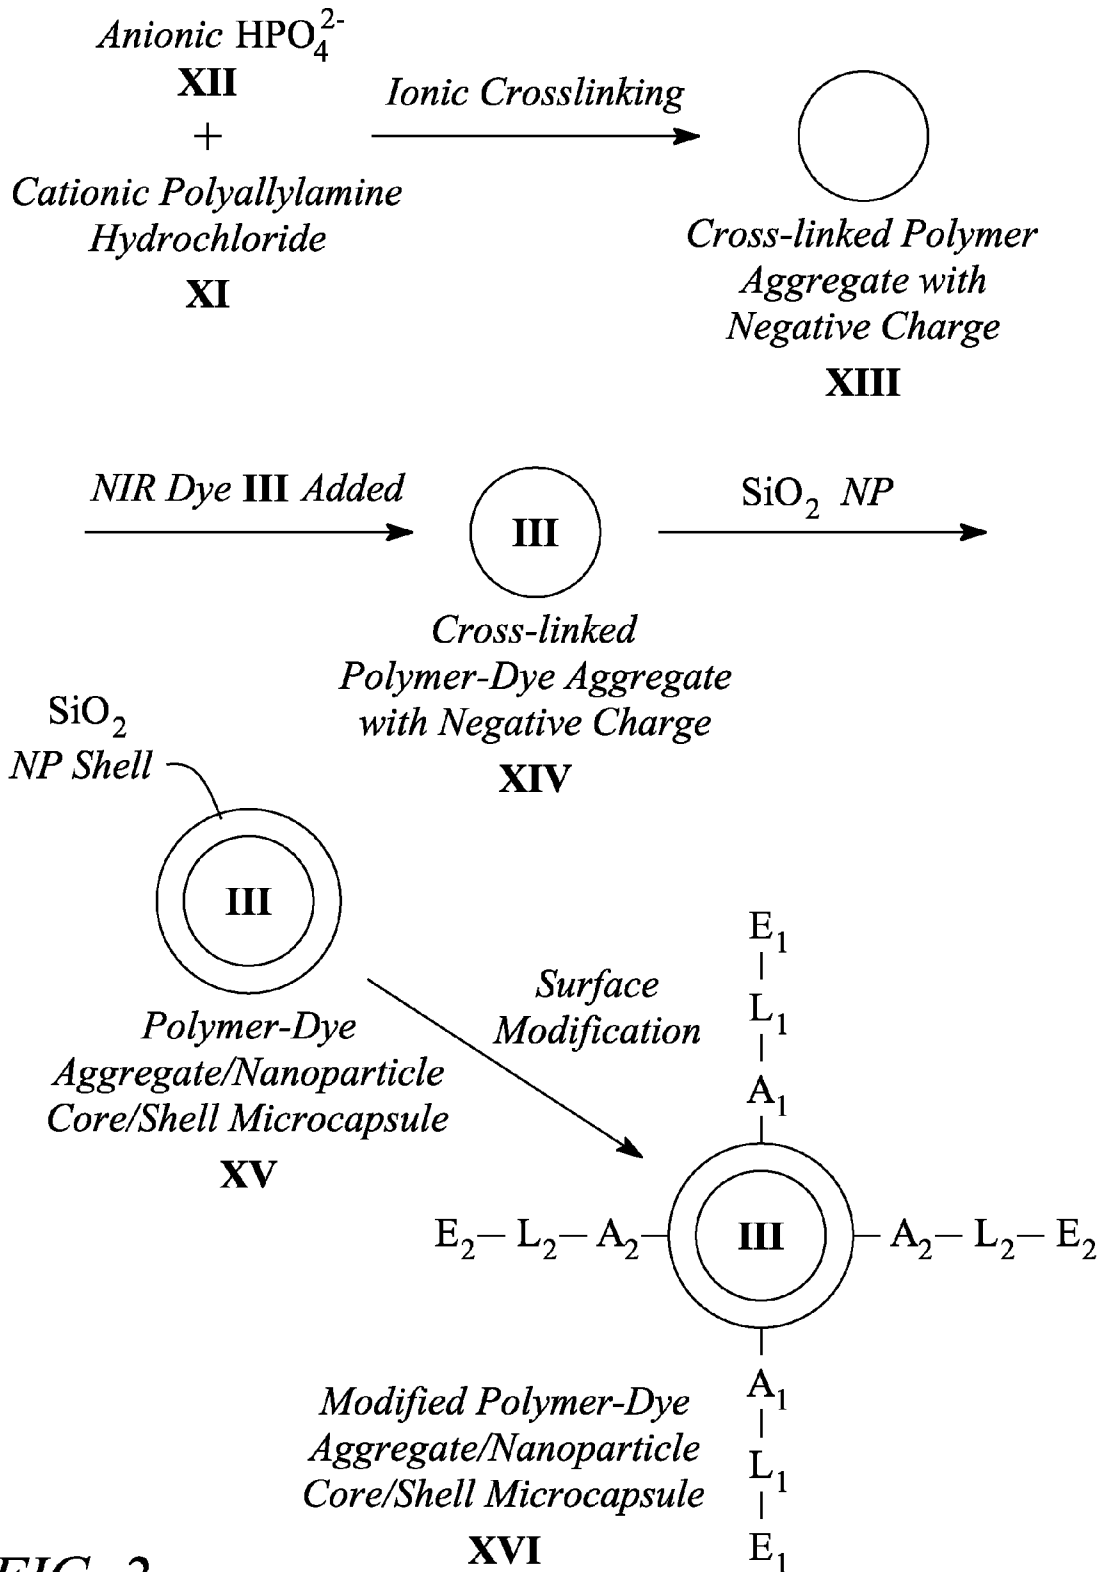 Anionic HPO₄²⁻
XII
+
Cationic Polyallylamine
Hydrochloride
XI
Ionic Crosslinking
Cross-linked Polymer
Aggregate with
Negative Charge
XIII
NIR Dye III Added
III
Cross-linked
Polymer-Dye Aggregate
with Negative Charge
XIV
SiO₂ NP
SiO₂
NP Shell
III
Polymer-Dye
Aggregate/Nanoparticle
Core/Shell Microcapsule
XV
Surface
Modification
E₁
L₁
A₁
E₂— L₂— A₂— III — A₂— L₂— E₂
A₁
L₁
E₁
Modified Polymer-Dye
Aggregate/Nanoparticle
Core/Shell Microcapsule
XVI